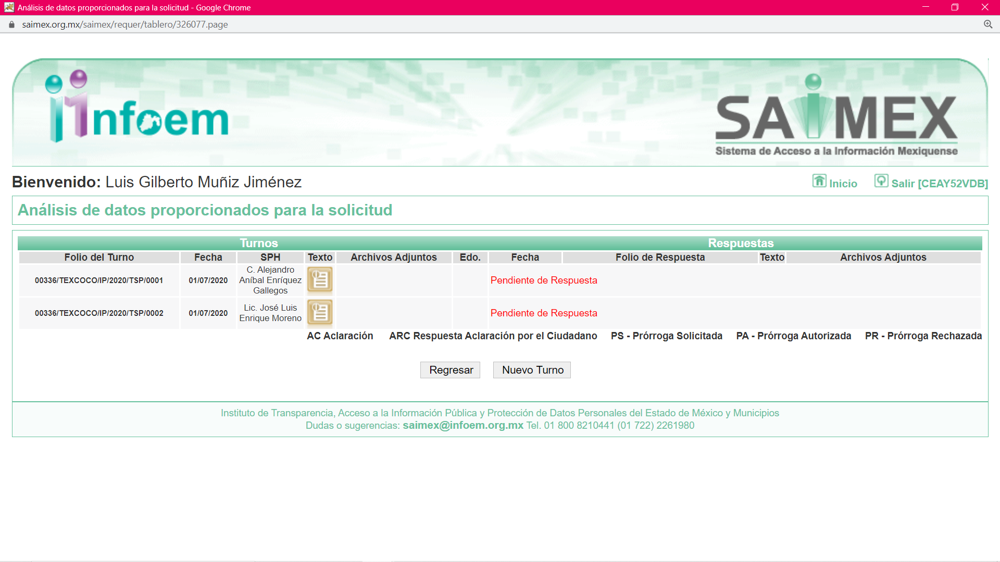 Análisis de datos proporcionados para la solicitud - Google Chrome
saimex.org.mx/saimex/requer/tablero/326077.page
infoem
SAIMEX
Sistema de Acceso a la Información Mexiquense
Bienvenido: Luis Gilberto Muñiz Jiménez
Inicio Salir [CEAY52VDB]
Análisis de datos proporcionados para la solicitud
Turnos Respuestas
Folio del Turno Fecha SPH Texto Archivos Adjuntos Edo. Fecha Folio de Respuesta Texto Archivos Adjuntos
00336/TEXCOCO/IP/2020/TSP/0001 01/07/2020 C. Alejandro Aníbal Enríquez Gallegos Pendiente de Respuesta
00336/TEXCOCO/IP/2020/TSP/0002 01/07/2020 Lic. José Luis Enrique Moreno Pendiente de Respuesta
AC Aclaración ARC Respuesta Aclaración por el Ciudadano PS - Prórroga Solicitada PA - Prórroga Autorizada PR - Prórroga Rechazada
Regresar Nuevo Turno
Instituto de Transparencia, Acceso a la Información Pública y Protección de Datos Personales del Estado de México y Municipios
Dudas o sugerencias: saimex@infoem.org.mx Tel. 01 800 8210441 (01 722) 2261980